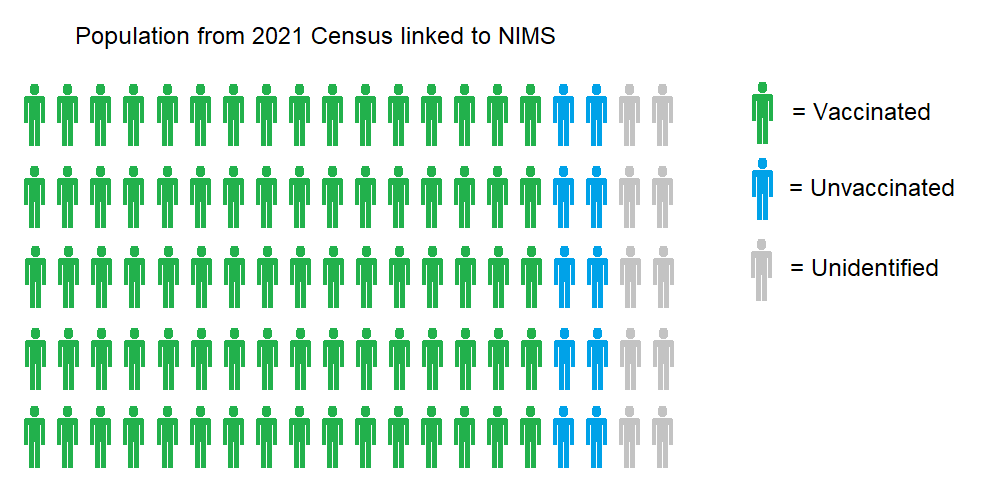 Population from 2021 Census linked to NIMS
= Vaccinated
= Unvaccinated
= Unidentified